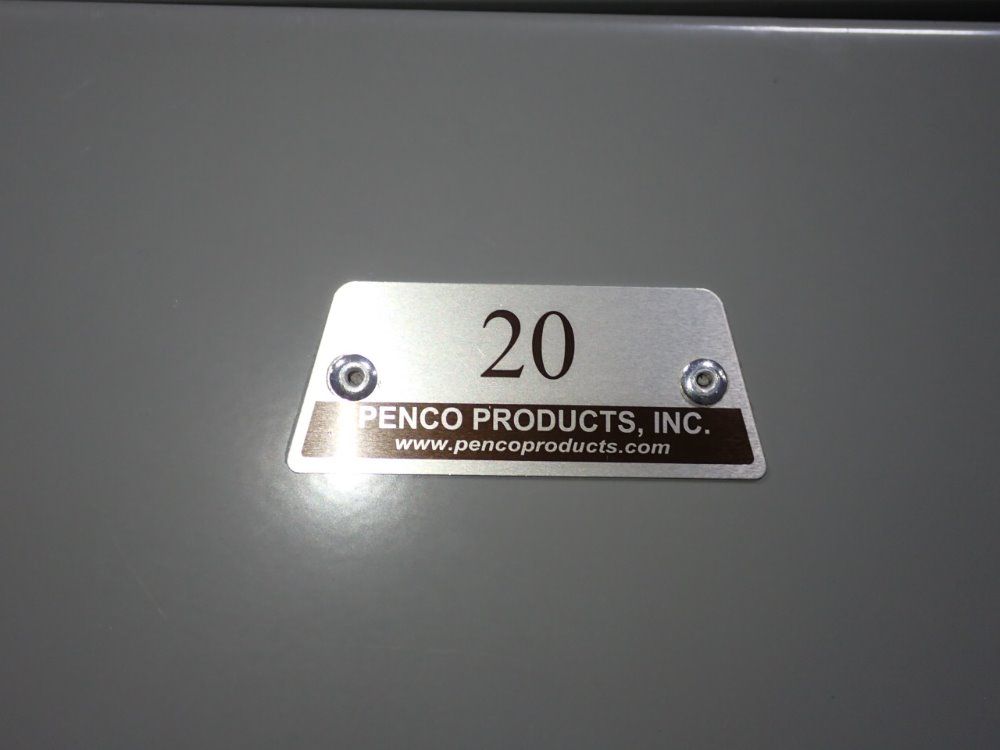 20
PENCO PRODUCTS, INC.
www.pencoproducts.com